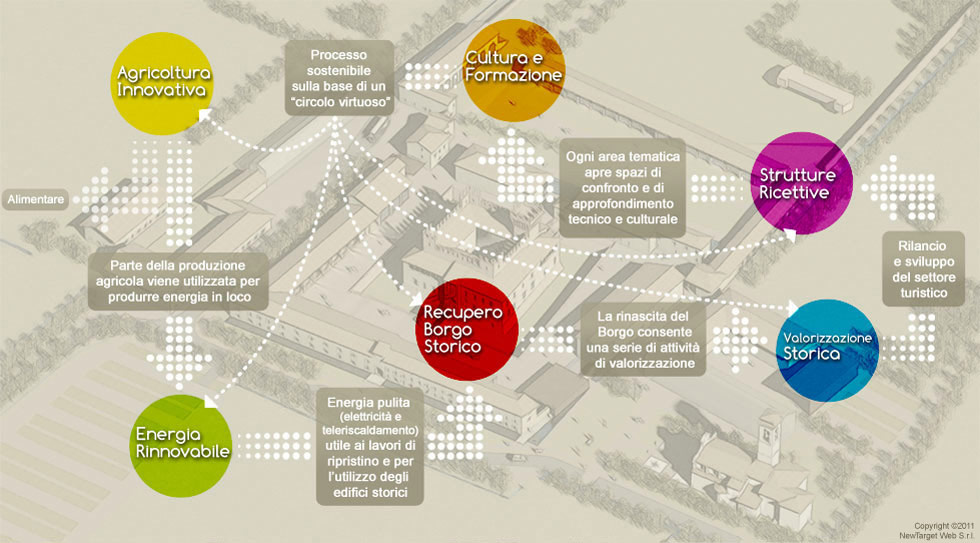 Agricoltura
Innovativa
Processo
sostenibile
sulla base di un
“circolo virtuoso”
Cultura e
Formazione
Ogni area tematica
apre spazi di
confronto e di
approfondimento
tecnico e culturale
Strutture
Ricettive
Alimentare
Parte della produzione
agricola viene utilizzata per
produrre energia in loco
Rilancio
e sviluppo
del settore
turistico
Recupero
Borgo
Storico
La rinascita del
Borgo consente
una serie di attività
di valorizzazione
Valorizzazione
Storica
Energia
Rinnovabile
Energia pulita
(elettricità e
teleriscaldamento)
utile ai lavori di
ripristino e per
l'utilizzo degli
edifici storici
Copyright ©2011
NewTarget Web S.r.l.